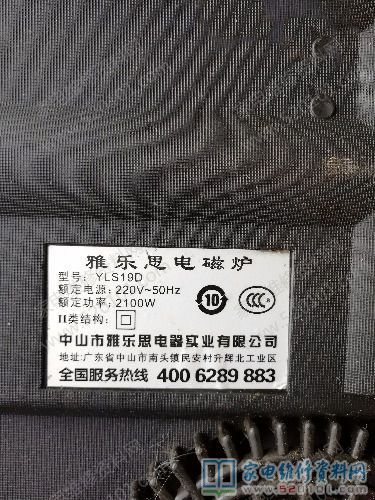 雅乐思电磁炉
型号：YLS19D
额定电源：220V~50Hz
额定功率：2100W
II类结构：
10
CCC
中山市雅乐思电器实业有限公司
地址:广东省中山市南头镇民安村升辉北工业区
全国服务热线 400 6289 883
家电维修资料网
www.520101.com